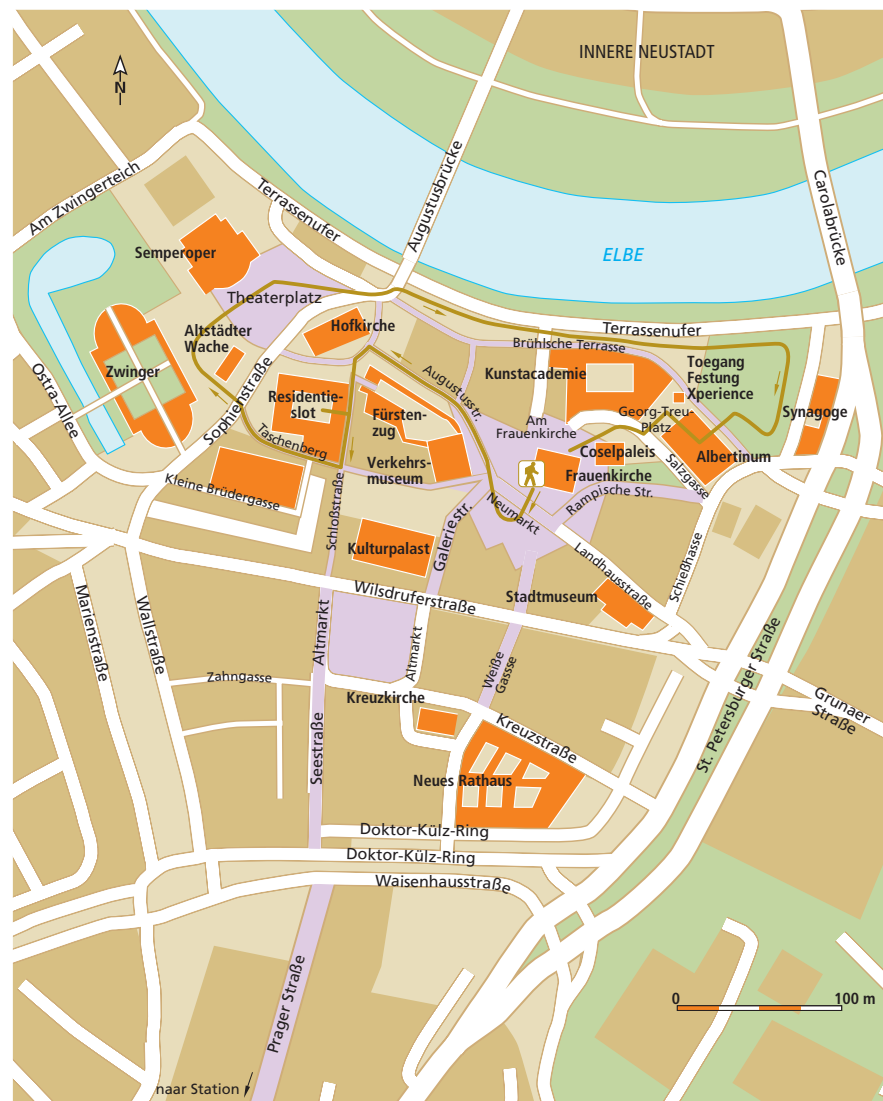 INNERE NEUSTADT
N
Am Zwingerteich
Terrassenufer
Augustusbrücke
Carolabrücke
Semperoper
ELBE
Theaterplatz
Terrassenufer
Altstädter
Wache
Hofkirche
Brühlsche Terrasse
Zwinger
Ostra-Allee
Sophienstraße
Augustusstr.
Kunstacademie
Toegang
Festung
Xperience
Residentie-
slot
Fürsten-
zug
Am
Frauenkirche
Georg-Treu-
Platz
Synagoge
Taschenberg
Verkehrs-
museum
Coselpaleis
Albertinum
Frauenkirche
Salzgasse
Kleine Brüdergasse
Rampische Str.
Neumarkt
Schloßstraße
Galeriestr.
Kulturpalast
Landhausstraße
Schießhasse
Wilsdruferstraße
Stadtmuseum
Marienstraße
Wallstraße
Altmarkt
Altmarkt
Weiße
Gassse
St. Petersburger Straße
Zahngasse
Kreuzkirche
Grunaer
Straße
Kreuzstraße
Seestraße
Neues Rathaus
Doktor-Külz-Ring
Doktor-Külz-Ring
Waisenhausstraße
Prager Straße
0 100 m
naar Station